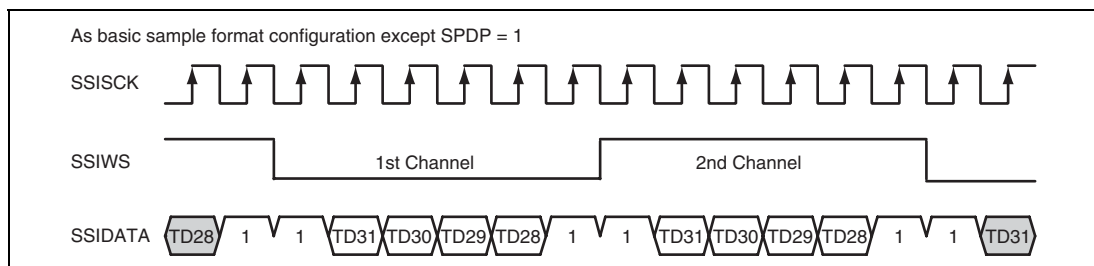 As basic sample format configuration except SPDP = 1
SSISCK
SSIWS 1st Channel 2nd Channel
SSIDATA TD28 1 1 TD31 TD30 TD29 TD28 1 1 TD31 TD30 TD29 TD28 1 1 TD31